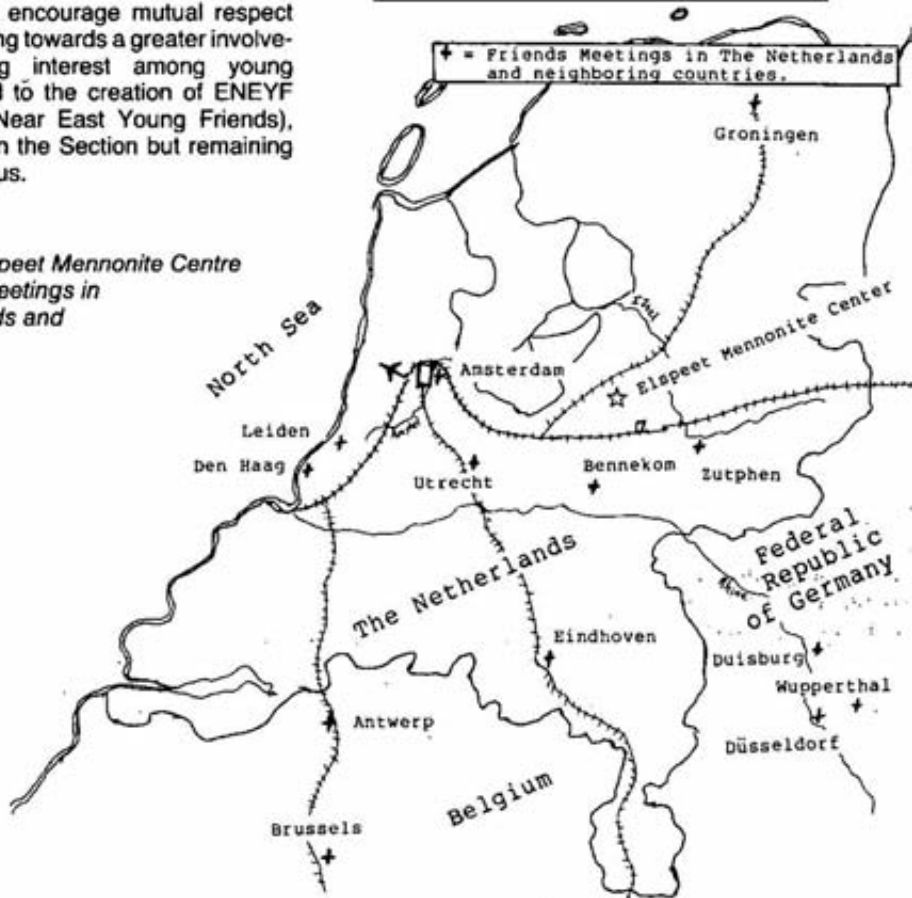 encourage mutual respect
ng towards a greater involve-
g interest among young
d to the creation of ENEYF
Near East Young Friends),
n the Section but remaining
us.
speet Mennonite Centre
eetings in
ds and
+ = Friends Meetings in The Netherlands
and neighboring countries.
Groningen
North Sea
IJssel
Elspeet Mennonite Center
Amsterdam
Leiden
Den Haag
Utrecht
Bennekom
Zutphen
Federal
Republic
of Germany
Rhine
The Netherlands
Eindhoven
Duisburg
Wupperthal
Antwerp
Düsseldorf
Belgium
Brussels